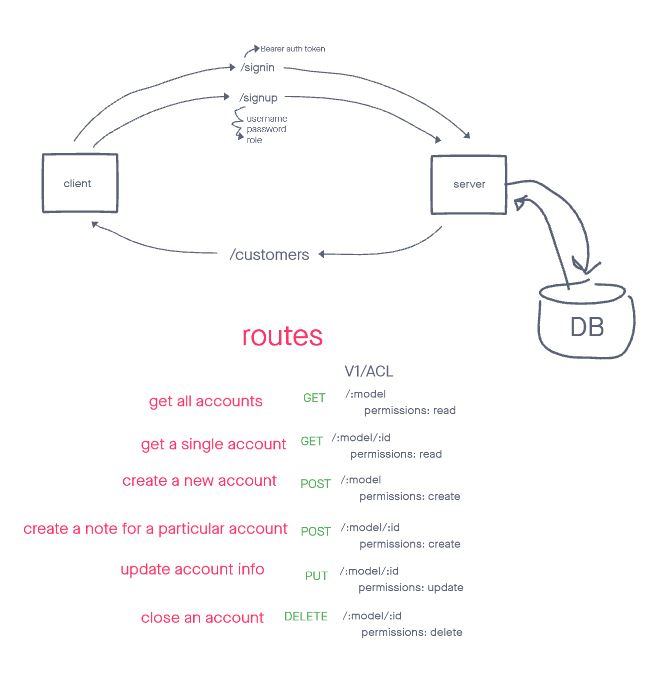 Bearer auth token
/signin
/signup
username
password
role
client
server
/customers
DB
routes
V1/ACL
get all accounts GET /:model
permissions: read
get a single account GET /:model/:id
permissions: read
create a new account POST /:model
permissions: create
create a note for a particular account POST /:model/:id
permissions: create
update account info PUT /:model/:id
permissions: update
close an account DELETE /:model/:id
permissions: delete